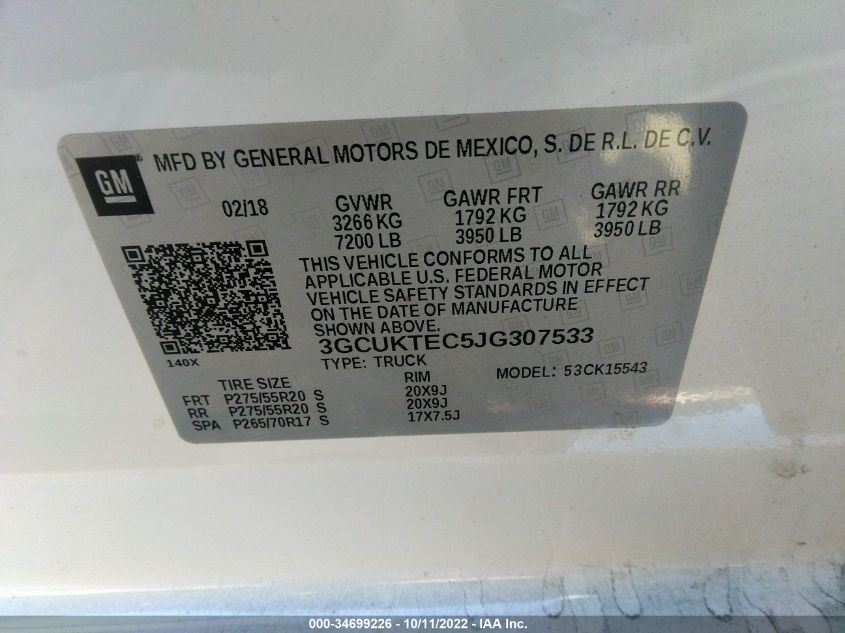 GM
GM® MFD BY GENERAL MOTORS DE MEXICO, S. DE R.L. DE C.V.
02/18 GVWR GAWR FRT GAWR RR
3266 KG 1792 KG 1792 KG
7200 LB 3950 LB 3950 LB
THIS VEHICLE CONFORMS TO ALL
APPLICABLE U.S. FEDERAL MOTOR
VEHICLE SAFETY STANDARDS IN EFFECT
ON THE DATE OF MANUFACTURE
SHOWN ABOVE.
3GCUKTEC5JG307533
140X TYPE: TRUCK MODEL: 53CK15543
TIRE SIZE RIM
FRT P275/55R20 S 20X9J
RR P275/55R20 S 20X9J
SPA P265/70R17 S 17X7.5J
000-34699226 - 10/11/2022 - IAA Inc.